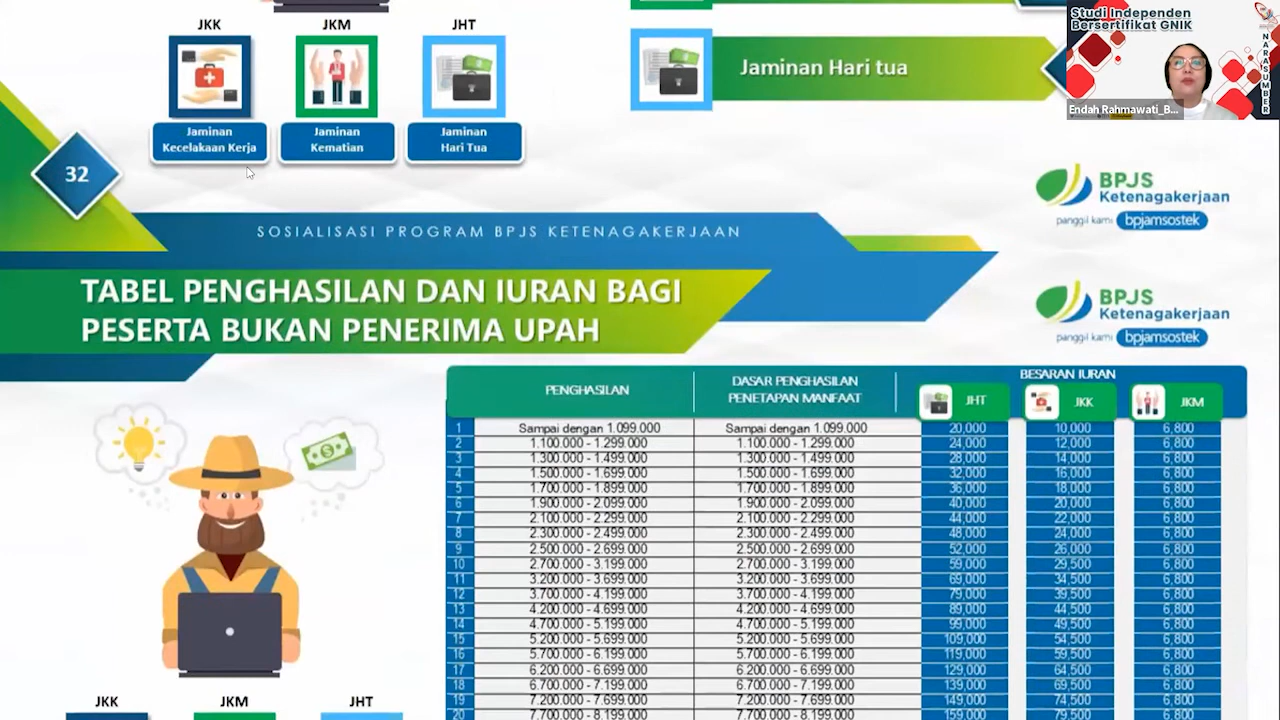 JKK JKM JHT
Jaminan Kecelakaan Kerja
Jaminan Kematian
Jaminan Hari Tua
Jaminan Hari tua
Studi Independen
Bersertifikat GNIK
NARASUMBER
Endah Rahmawati_B...
32
BPJS
Ketenagakerjaan
panggil kami bpjamsostek
SOSIALISASI PROGRAM BPJS KETENAGAKERJAAN
TABEL PENGHASILAN DAN IURAN BAGI
PESERTA BUKAN PENERIMA UPAH
BPJS
Ketenagakerjaan
panggil kami bpjamsostek
PENGHASILAN
DASAR PENGHASILAN
PENETAPAN MANFAAT
BESARAN IURAN
JHT JKK JKM
1 Sampai dengan 1.099.000 Sampai dengan 1.099.000 20,000 10,000 6,800
2 1.100.000 - 1.299.000 1.100.000 - 1.299.000 24,000 12,000 6,800
3 1.300.000 - 1.499.000 1.300.000 - 1.499.000 28,000 14,000 6,800
4 1.500.000 - 1.699.000 1.500.000 - 1.699.000 32,000 16,000 6,800
5 1.700.000 - 1.899.000 1.700.000 - 1.899.000 36,000 18,000 6,800
6 1.900.000 - 2.099.000 1.900.000 - 2.099.000 40,000 20,000 6,800
7 2.100.000 - 2.299.000 2.100.000 - 2.299.000 44,000 22,000 6,800
8 2.300.000 - 2.499.000 2.300.000 - 2.499.000 48,000 24,000 6,800
9 2.500.000 - 2.699.000 2.500.000 - 2.699.000 52,000 26,000 6,800
10 2.700.000 - 3.199.000 2.700.000 - 3.199.000 59,000 29,500 6,800
11 3.200.000 - 3.699.000 3.200.000 - 3.699.000 69,000 34,500 6,800
12 3.700.000 - 4.199.000 3.700.000 - 4.199.000 79,000 39,500 6,800
13 4.200.000 - 4.699.000 4.200.000 - 4.699.000 89,000 44,500 6,800
14 4.700.000 - 5.199.000 4.700.000 - 5.199.000 99,000 49,500 6,800
15 5.200.000 - 5.699.000 5.200.000 - 5.699.000 109,000 54,500 6,800
16 5.700.000 - 6.199.000 5.700.000 - 6.199.000 119,000 59,500 6,800
17 6.200.000 - 6.699.000 6.200.000 - 6.699.000 129,000 64,500 6,800
18 6.700.000 - 7.199.000 6.700.000 - 7.199.000 139,000 69,500 6,800
19 7.200.000 - 7.699.000 7.200.000 - 7.699.000 149,000 74,500 6,800
20 7.700.000 - 8.199.000 7.700.000 - 8.199.000 159,000 79,500 6,800
JKK JKM JHT